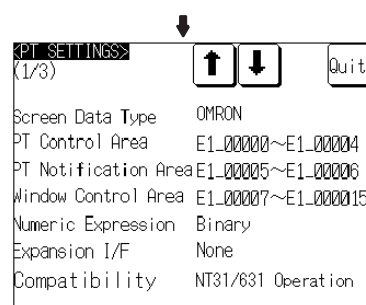 <PT SETTINGS>
(1/3)
Quit
Screen Data Type OMRON
PT Control Area E1_00000~E1_00004
PT Notification Area E1_00005~E1_00006
Window Control Area E1_00007~E1_000015
Numeric Expression Binary
Expansion I/F None
Compatibility NT31/631 Operation